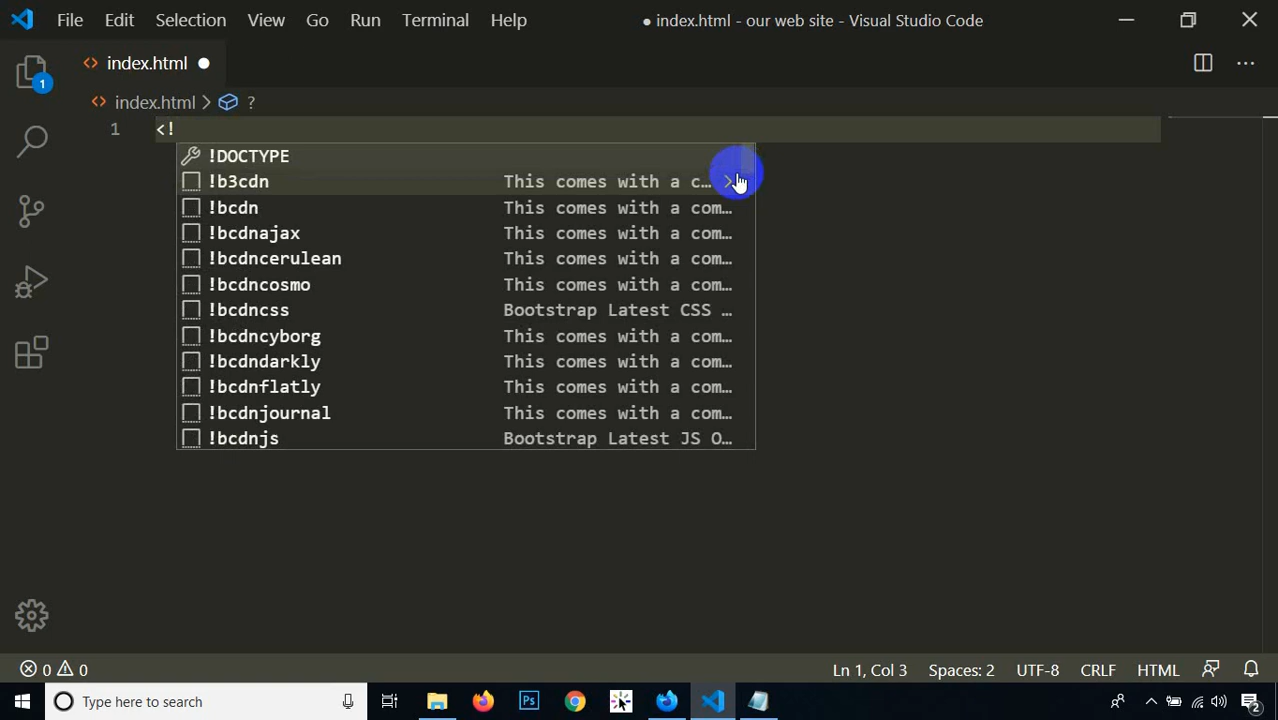 File Edit Selection View Go Run Terminal Help ● index.html - our web site - Visual Studio Code
1 <> index.html ●
<> index.html > ?
1 <!
!DOCTYPE
!b3cdn This comes with a c… >
!bcdn This comes with a com…
!bcdnajax This comes with a com…
!bcdncerulean This comes with a com…
!bcdncosmo This comes with a com…
!bcdncss Bootstrap Latest CSS …
!bcdncyborg This comes with a com…
!bcdndarkly This comes with a com…
!bcdnflatly This comes with a com…
!bcdnjournal This comes with a com…
!bcdnjs Bootstrap Latest JS O…
0 0 Ln 1, Col 3 Spaces: 2 UTF-8 CRLF HTML
Type here to search Ps 2